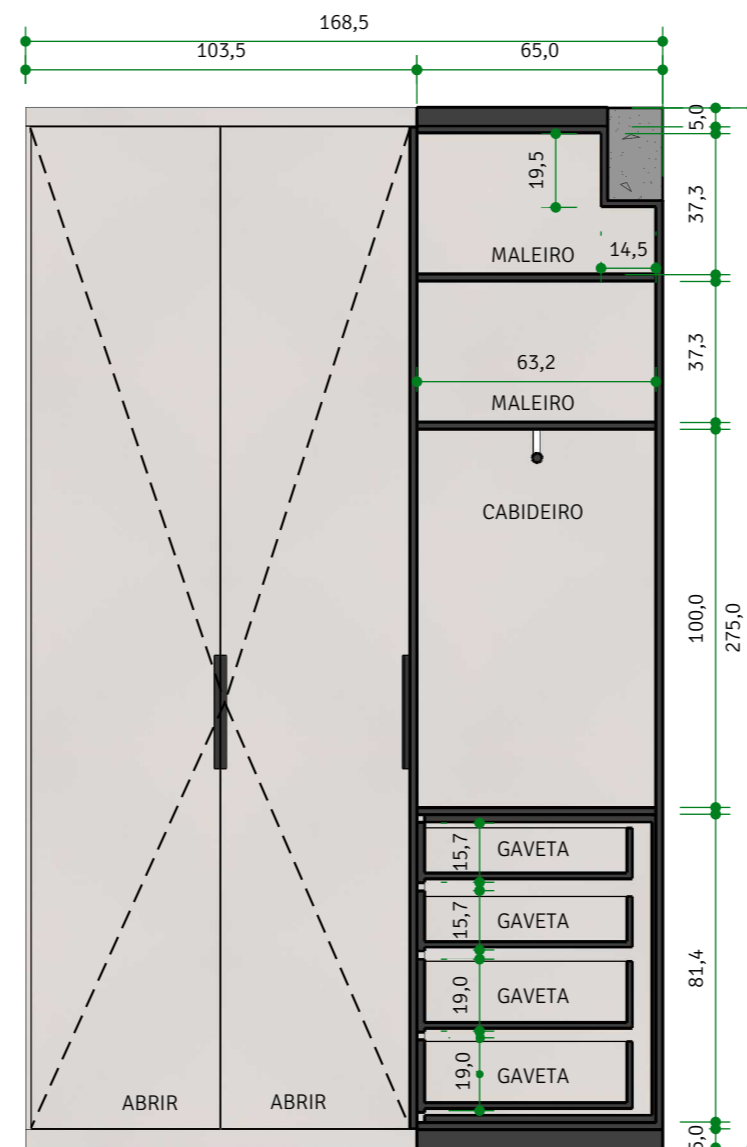 168,5
103,5
65,0
5,0
19,5
37,3
14,5
MALEIRO
37,3
63,2
MALEIRO
CABIDEIRO
100,0
275,0
15,7
GAVETA
15,7
GAVETA
81,4
19,0
GAVETA
19,0
GAVETA
ABRIR
ABRIR
5,0